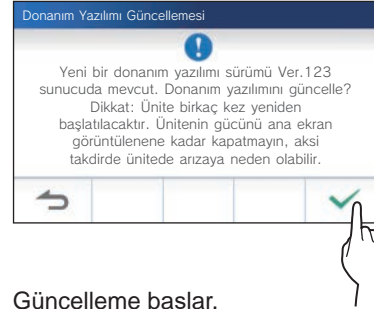 Donanım Yazılımı Güncellemesi
Yeni bir donanım yazılımı sürümü Ver.123
sunucuda mevcut. Donanım yazılımını güncelle?
Dikkat: Ünite birkaç kez yeniden
başlatılacaktır. Ünitenin gücünü ana ekran
görüntülenene kadar kapatmayın, aksi
takdirde ünitede arızaya neden olabilir.
Güncelleme başlar.